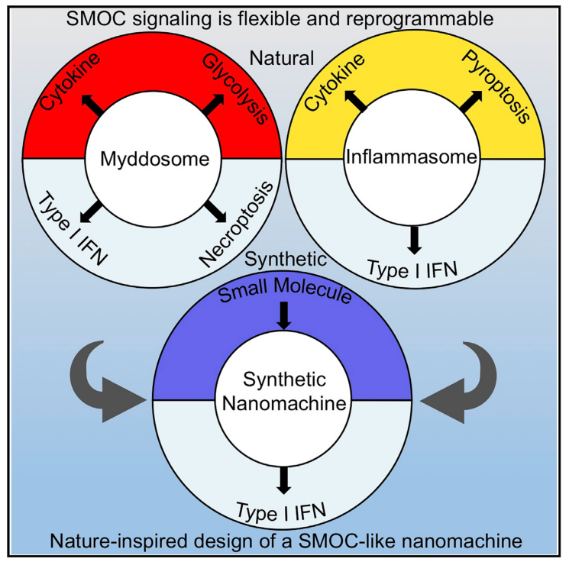 SMOC signaling is flexible and reprogrammable
Natural
Cytokine
Glycolysis
Myddosome
Type I IFN
Necroptosis
Cytokine
Pyroptosis
Inflammasome
Type I IFN
Synthetic
Small Molecule
Synthetic
Nanomachine
Type I IFN
Nature-inspired design of a SMOC-like nanomachine